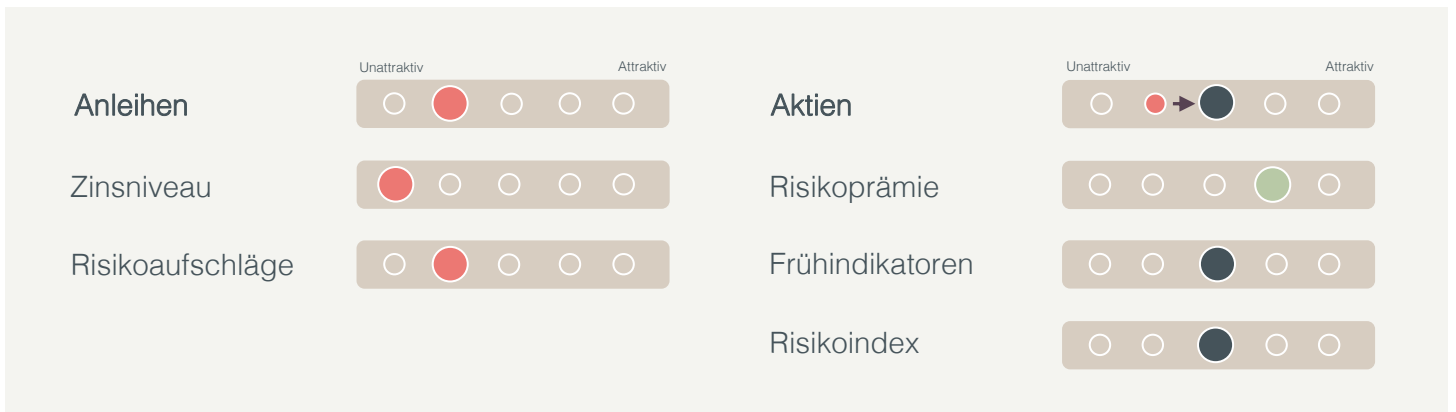 Unattraktiv Attraktiv
Anleihen
Zinsniveau
Risikoaufschläge
Unattraktiv Attraktiv
Aktien
Risikoprämie
Frühindikatoren
Risikoindex